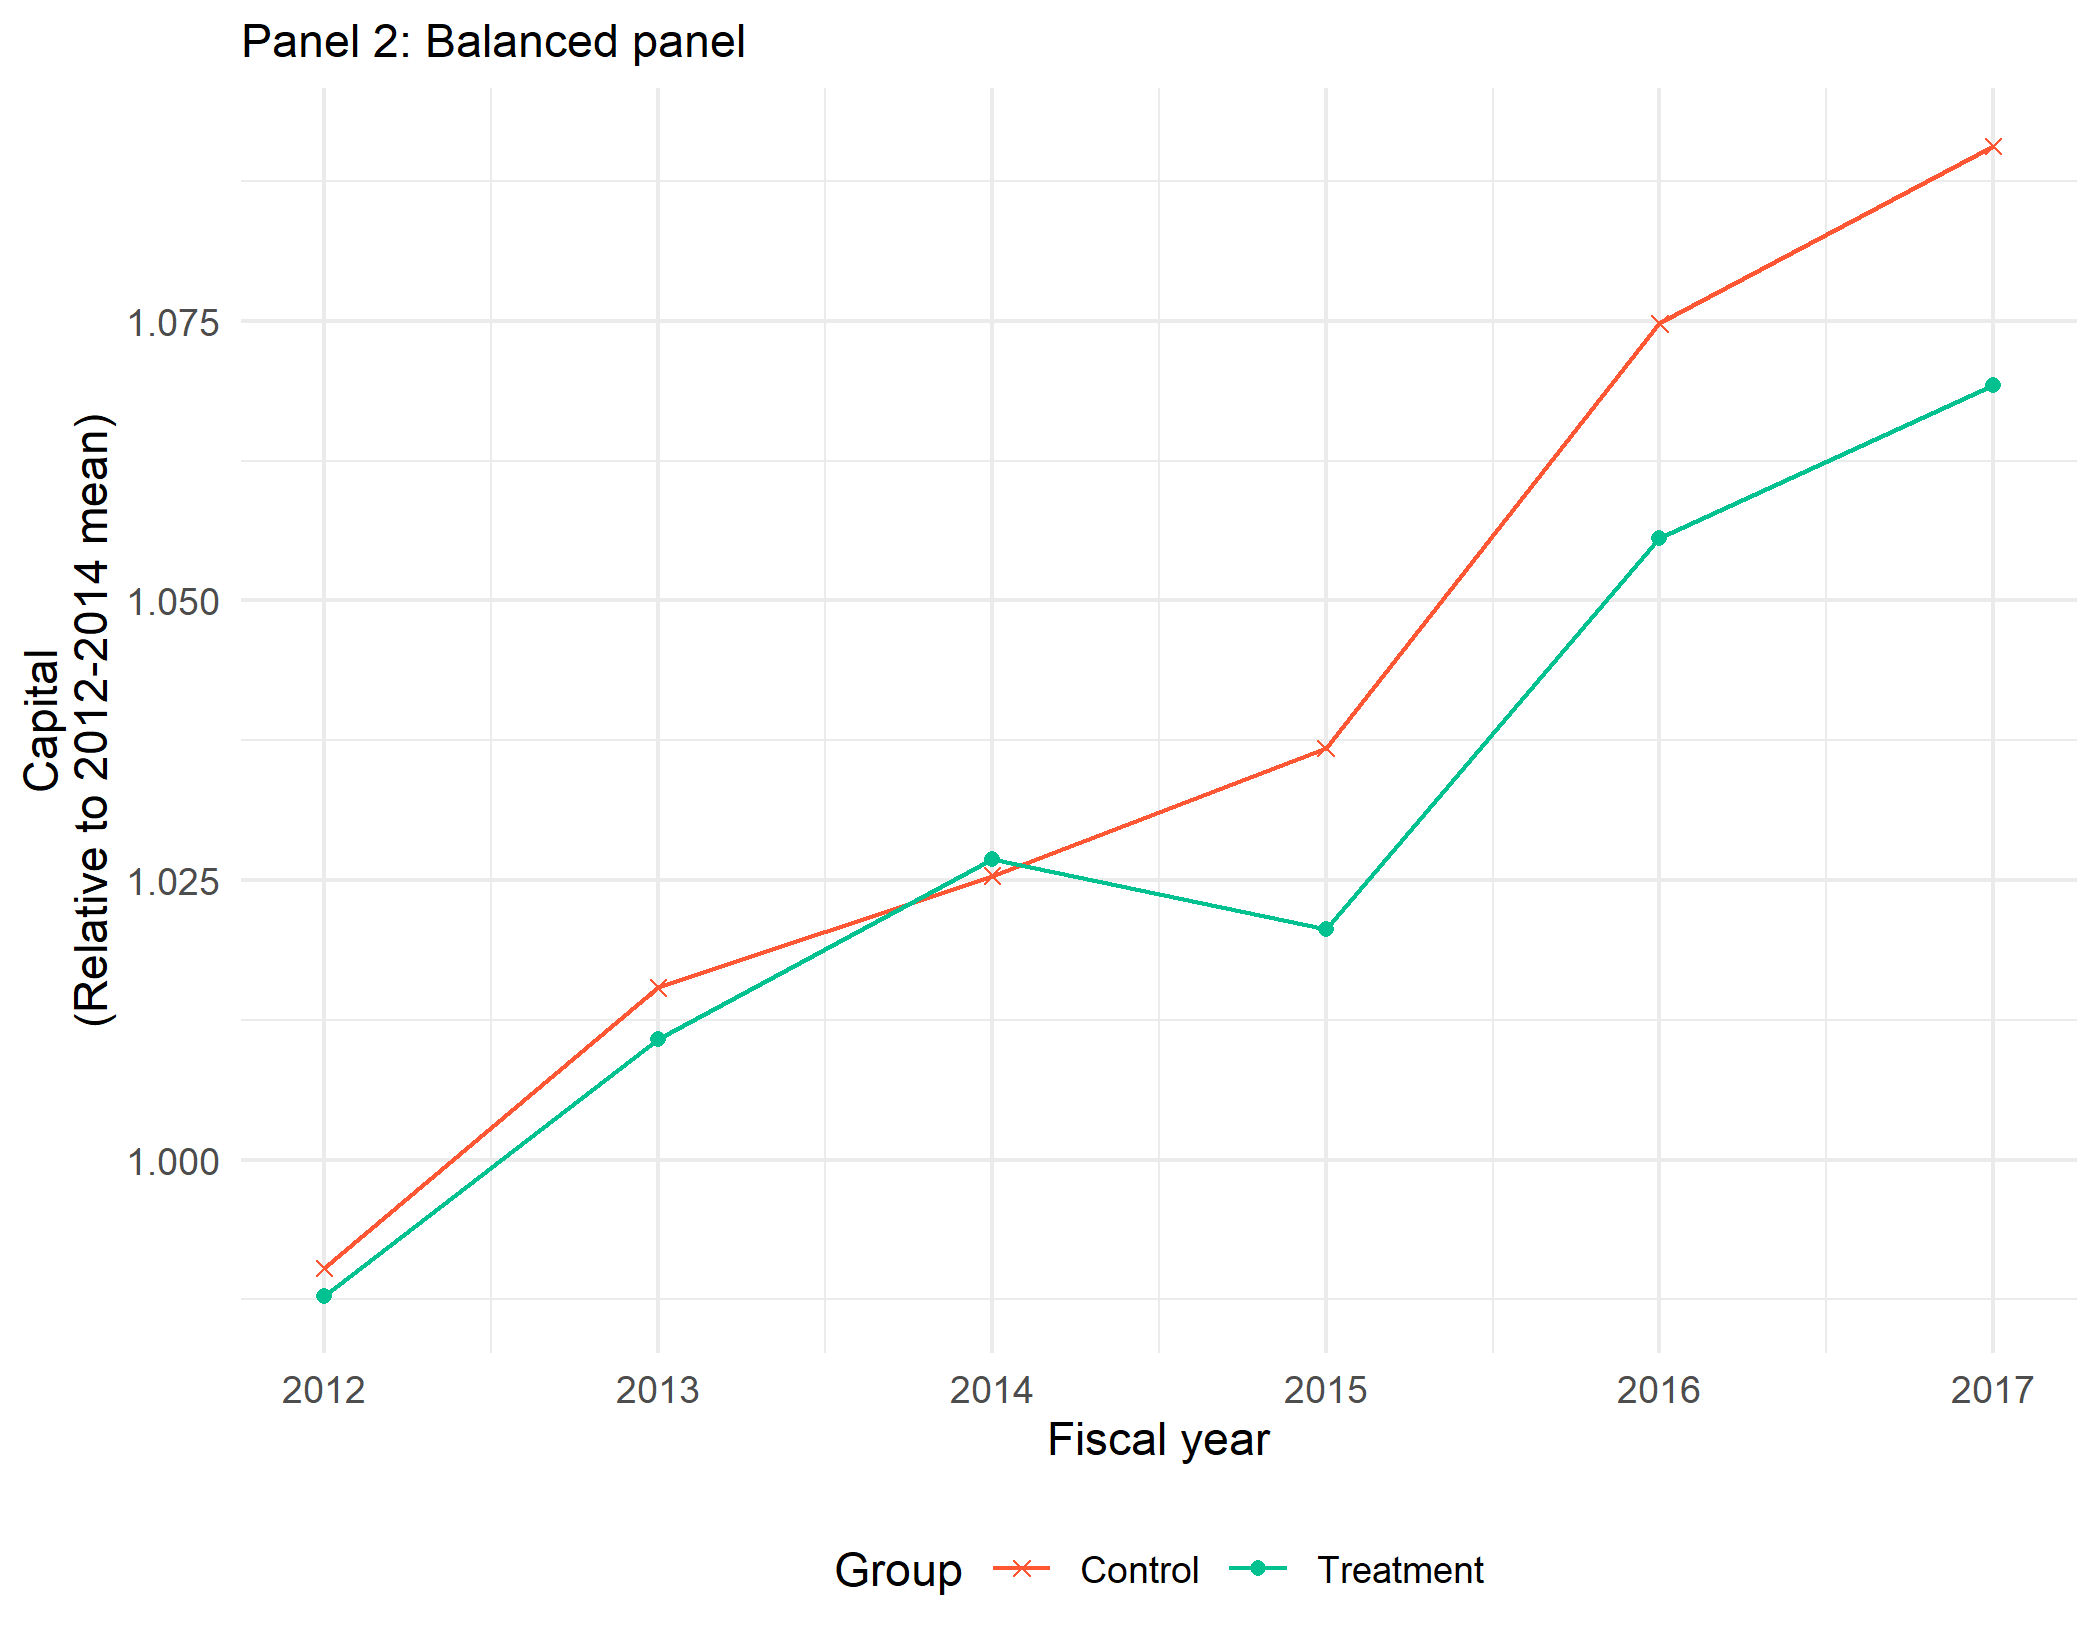 Panel 2: Balanced panel
Capital
(Relative to 2012-2014 mean)
1.075
1.050
1.025
1.000
2012 2013 2014 2015 2016 2017
Fiscal year
Group Control Treatment